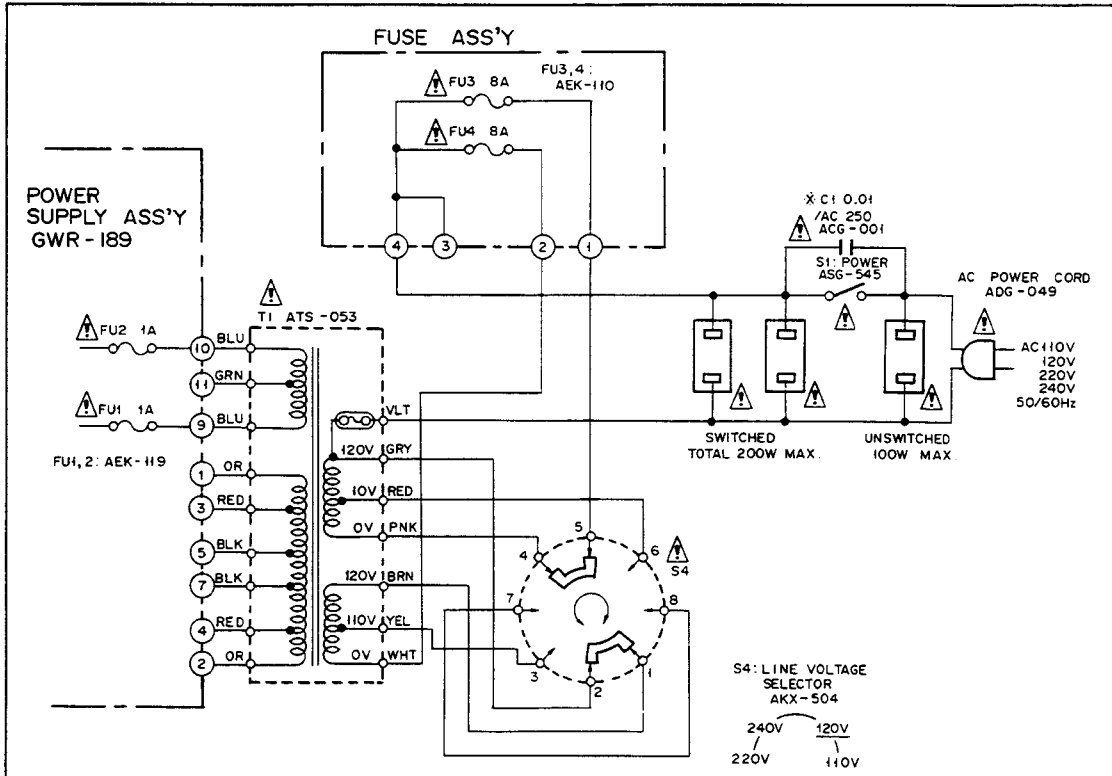 FUSE ASS'Y
FU3 8A
FU3,4:
AEK-110
FU4 8A
4
3
2
1
POWER
SUPPLY ASS'Y
GWR-189
※ C1 0.01
/AC 250
ACG-001
S1: POWER
ASG-545
AC POWER CORD
ADG-049
AC110V
120V
220V
240V
50/60Hz
SWITCHED
TOTAL 200W MAX.
UNSWITCHED
100W MAX.
T1 ATS-053
FU2 1A
10
BLU
11
GRN
FU1 1A
9
BLU
FU1,2: AEK-119
1
OR
3
RED
5
BLK
7
BLK
4
RED
2
OR
VLT
120V
GRY
10V
RED
0V
PNK
120V
BRN
110V
YEL
0V
WHT
5
4
6
S4
7
8
3
2
1
S4: LINE VOLTAGE
SELECTOR
AKX-504
240V
120V
220V
110V